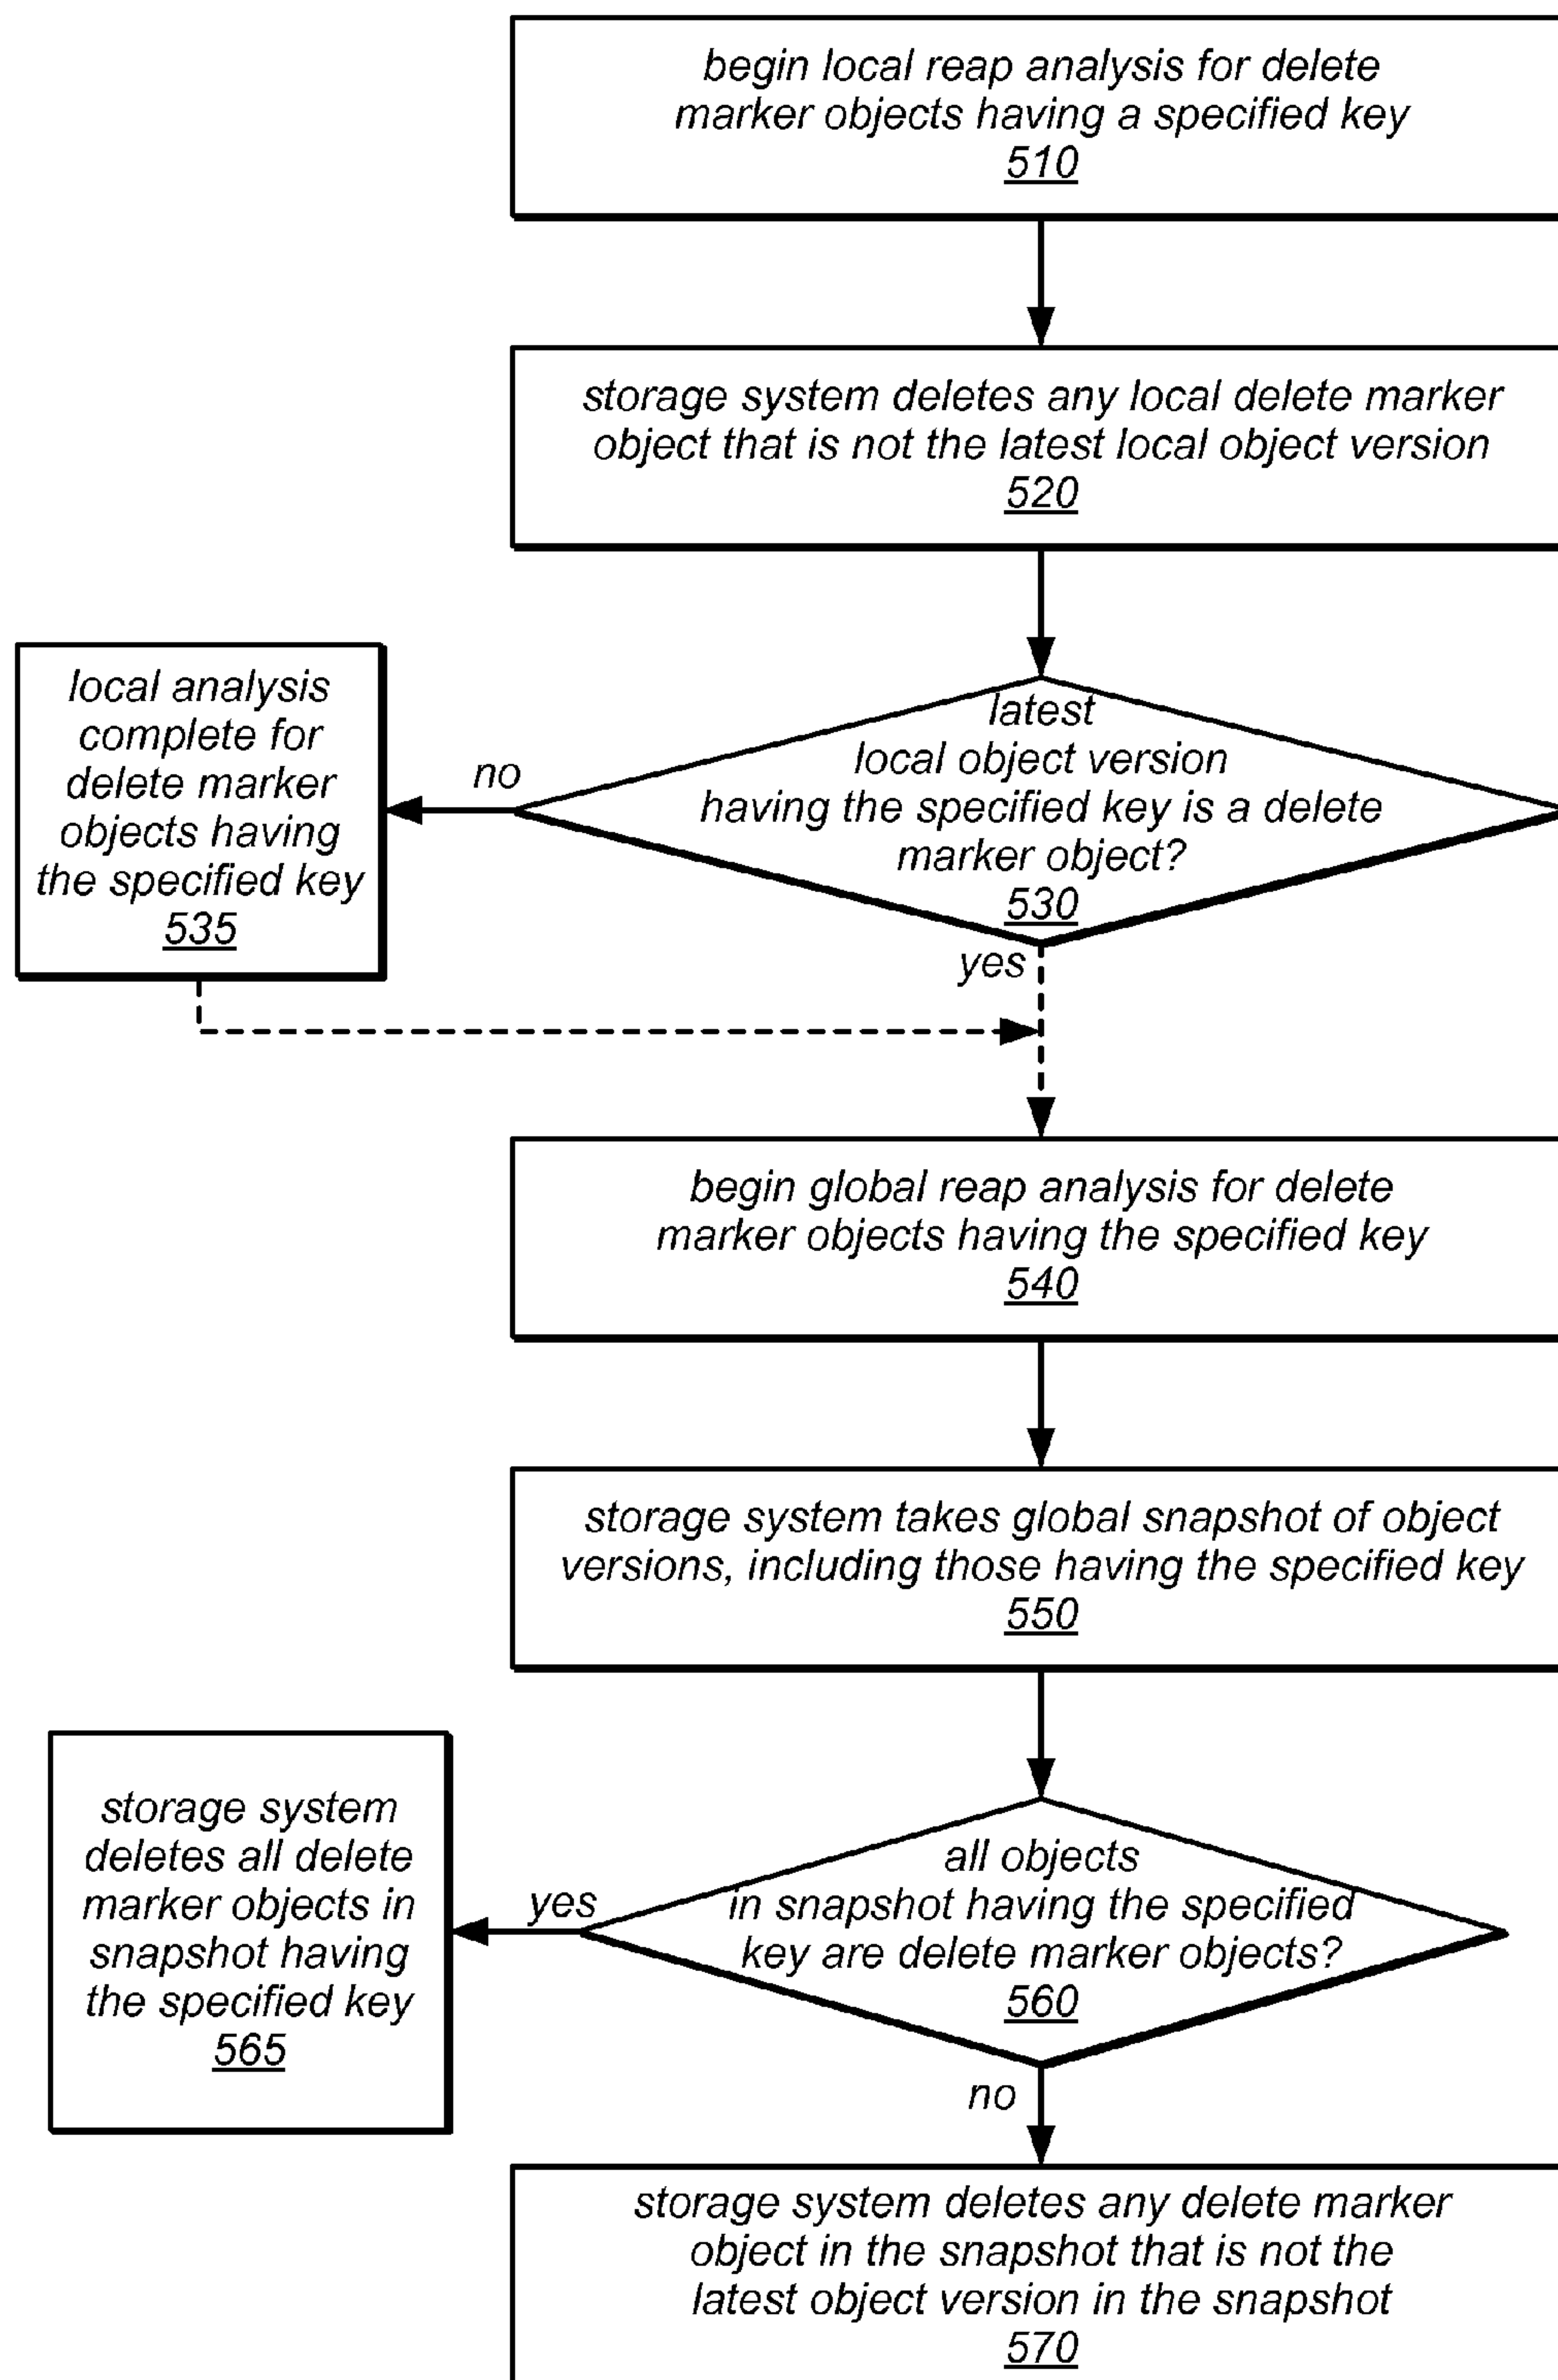 begin local reap analysis for delete
marker objects having a specified key
510
storage system deletes any local delete marker
object that is not the latest local object version
520
latest
local object version
having the specified key is a delete
marker object?
530
no
local analysis
complete for
delete marker
objects having
the specified key
535
yes
begin global reap analysis for delete
marker objects having the specified key
540
storage system takes global snapshot of object
versions, including those having the specified key
550
all objects
in snapshot having the specified
key are delete marker objects?
560
yes
storage system
deletes all delete
marker objects in
snapshot having
the specified key
565
no
storage system deletes any delete marker
object in the snapshot that is not the
latest object version in the snapshot
570